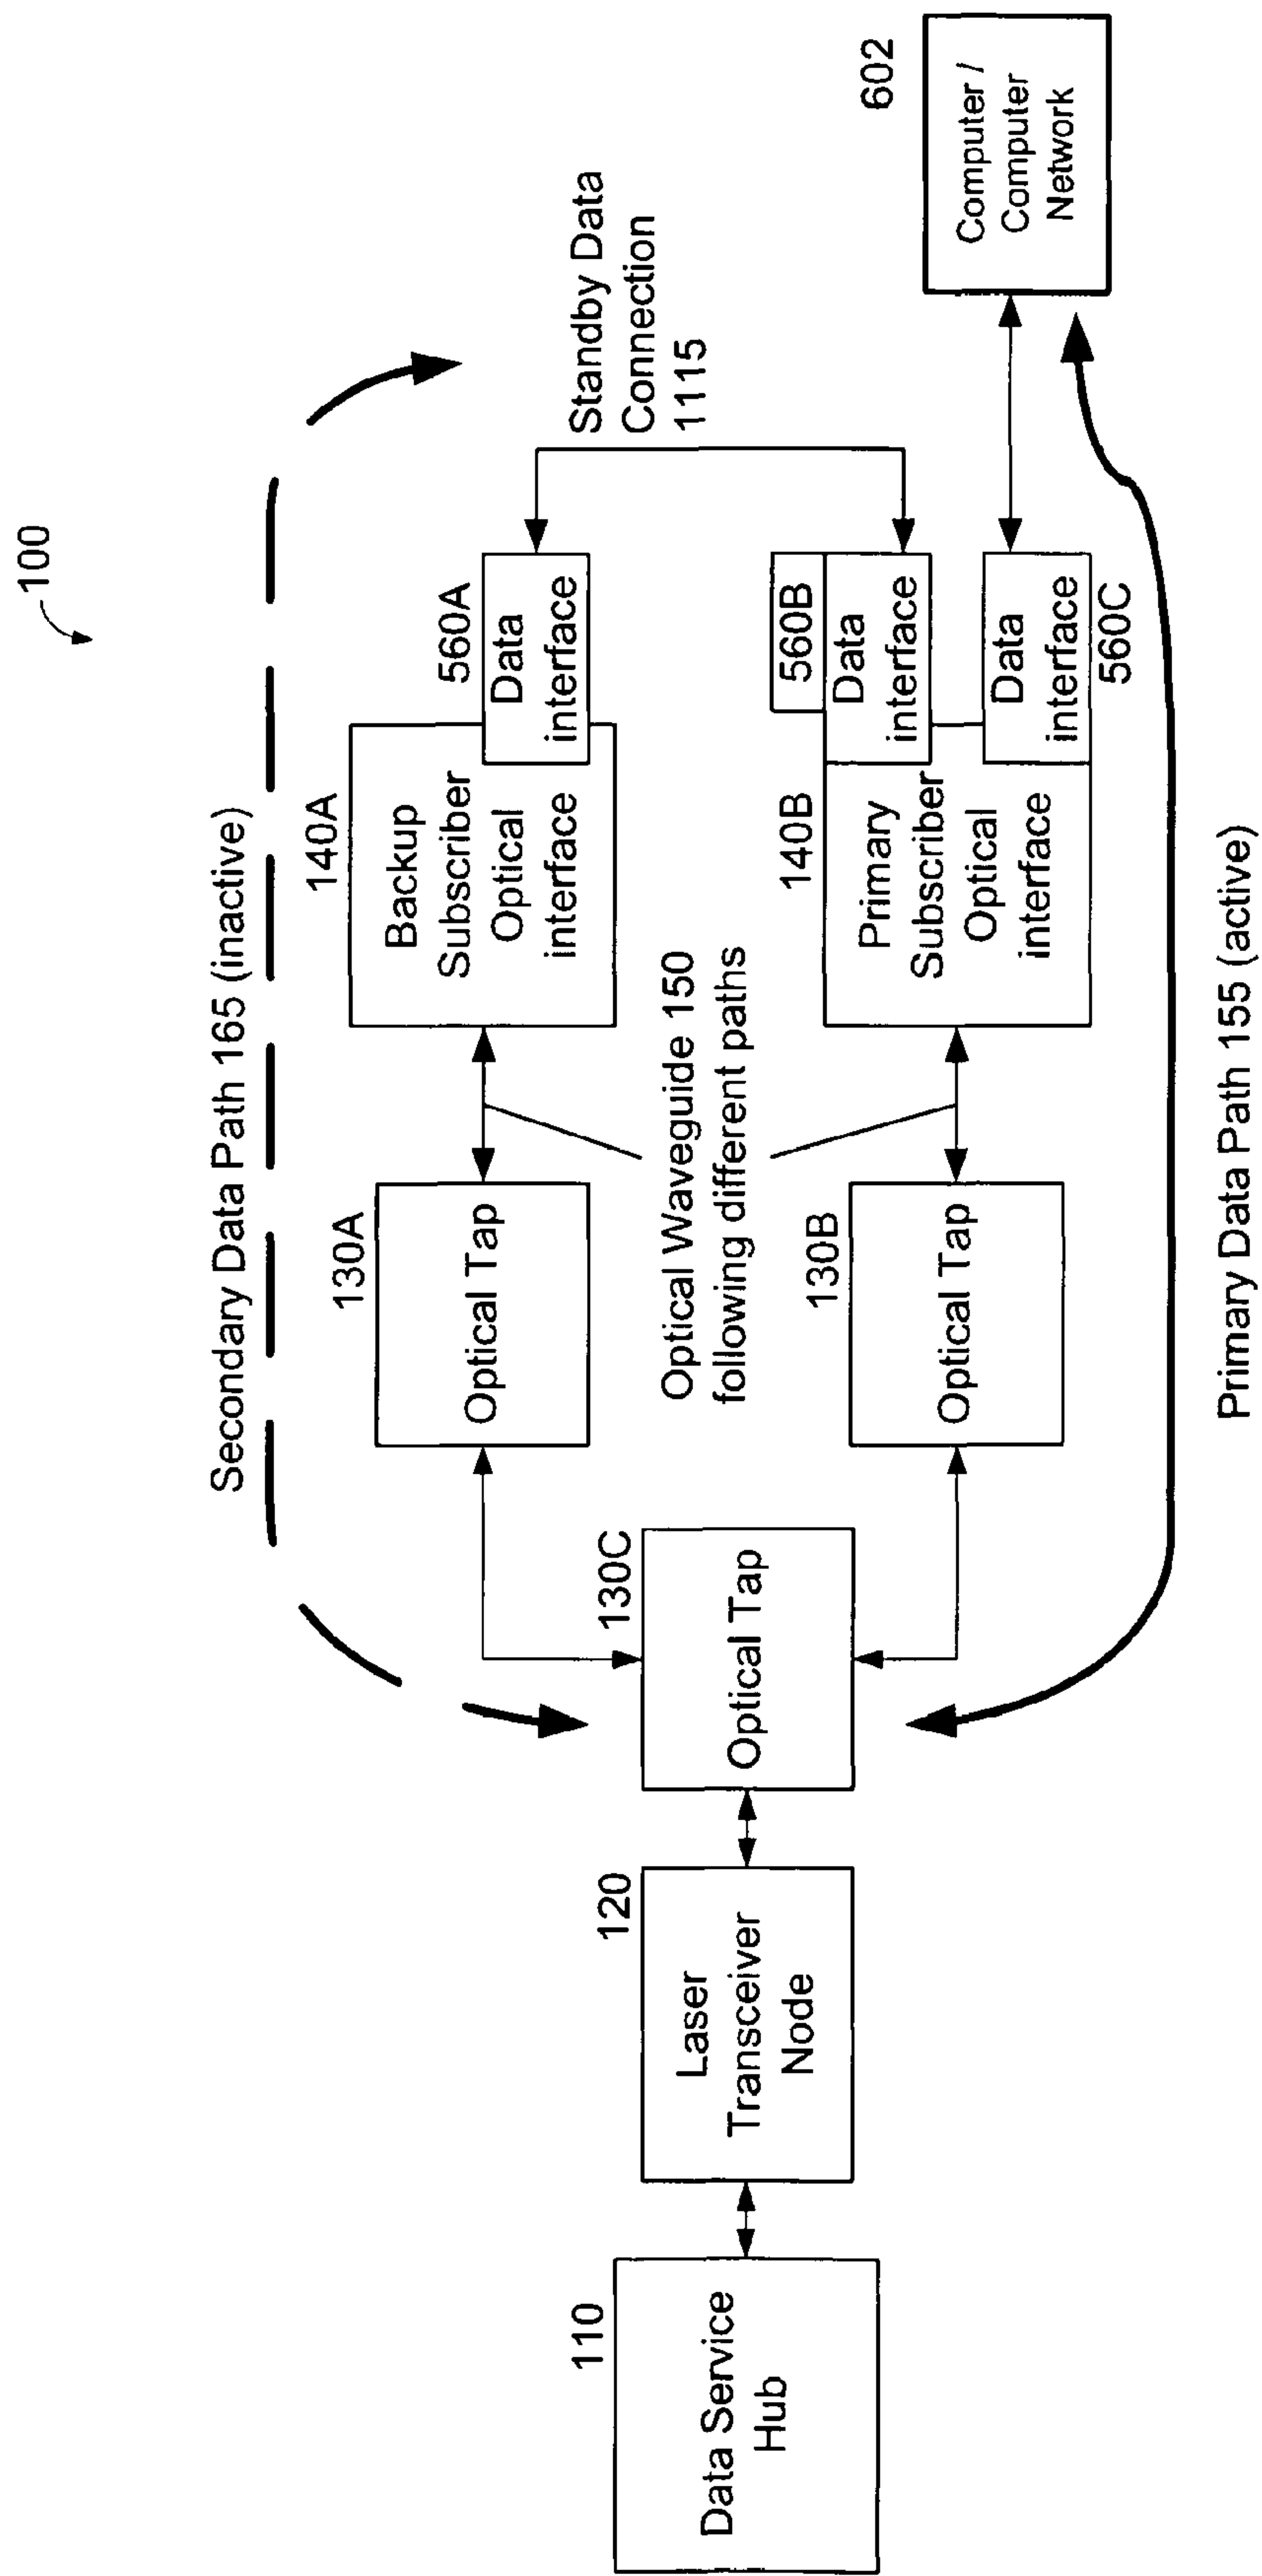 100
Secondary Data Path 165 (inactive)
110
Data Service
Hub
120
Laser
Transceiver
Node
130C
Optical Tap
130A
Optical Tap
130B
Optical Tap
Optical Waveguide 150
following different paths
140A
Backup
Subscriber
Optical
interface
560A
Data
interface
140B
Primary
Subscriber
Optical
interface
560B
Data
interface
Data
interface
560C
Standby Data
Connection
1115
602
Computer /
Computer
Network
Primary Data Path 155 (active)